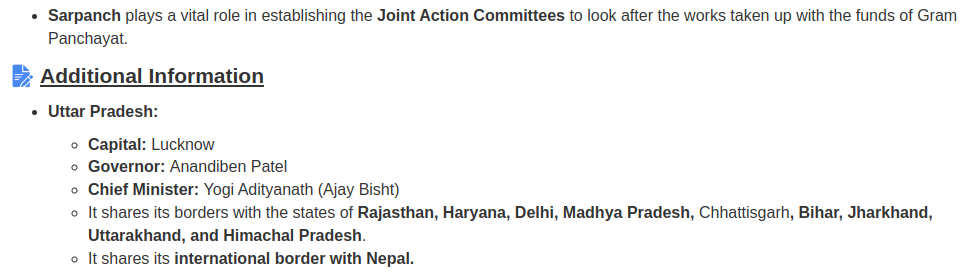 • Sarpanch plays a vital role in establishing the Joint Action Committees to look after the works taken up with the funds of Gram
Panchayat.
Additional Information
• Uttar Pradesh:
◦ Capital: Lucknow
◦ Governor: Anandiben Patel
◦ Chief Minister: Yogi Adityanath (Ajay Bisht)
◦ It shares its borders with the states of Rajasthan, Haryana, Delhi, Madhya Pradesh, Chhattisgarh, Bihar, Jharkhand,
Uttarakhand, and Himachal Pradesh.
◦ It shares its international border with Nepal.